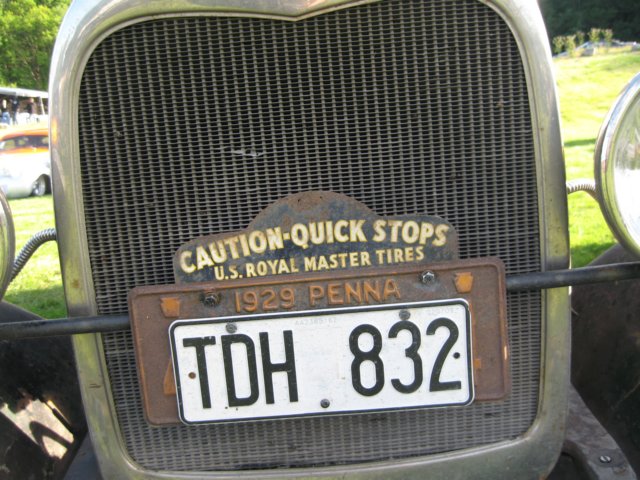 CAUTION-QUICK STOPS
U.S. ROYAL MASTER TIRES
1929 PENNA
TDH 832